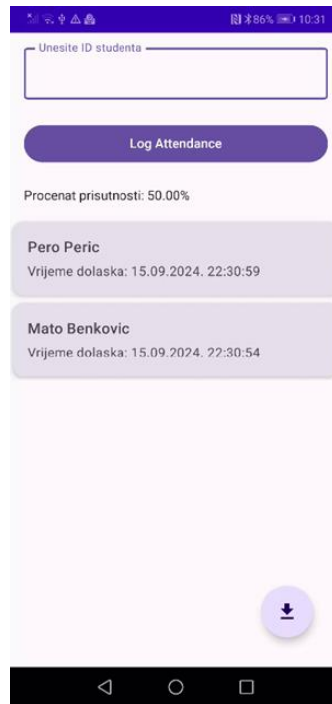 86% 10:31
Unesite ID studenta
Log Attendance
Procenat prisutnosti: 50.00%
Pero Peric
Vrijeme dolaska: 15.09.2024. 22:30:59
Mato Benkovic
Vrijeme dolaska: 15.09.2024. 22:30:54